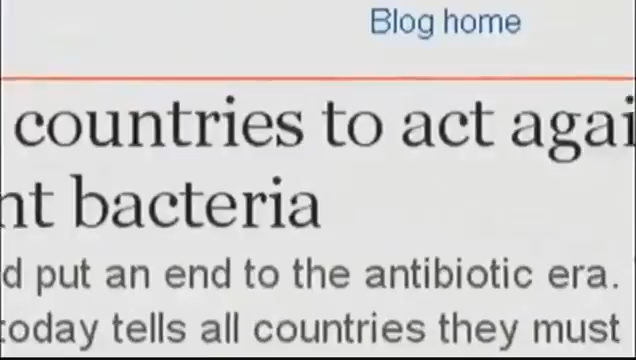 Blog home
countries to act agai
nt bacteria
d put an end to the antibiotic era.
today tells all countries they must